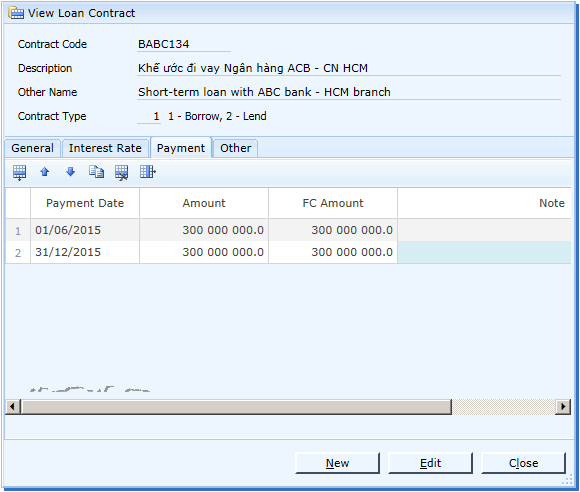 View Loan Contract
Contract Code BABC134
Description Khế ước đi vay Ngân hàng ACB - CN HCM
Other Name Short-term loan with ABC bank - HCM branch
Contract Type 1 1 - Borrow, 2 - Lend
General Interest Rate Payment Other
Payment Date Amount FC Amount Note
1 01/06/2015 300 000 000.0 300 000 000.0
2 31/12/2015 300 000 000.0 300 000 000.0
New Edit Close